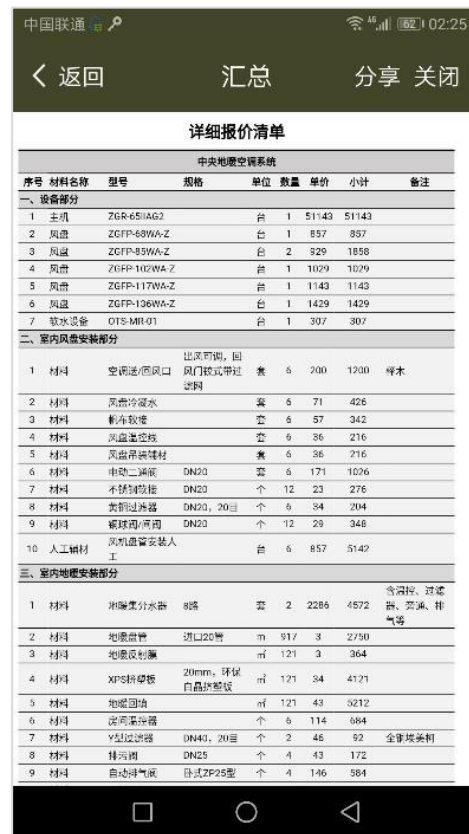 中国联通 46 62 02:25
返回 汇总 分享 关闭
详细报价清单
中央地暖空调系统
序号 材料名称 型号 规格 单位 数量 单价 小计 备注
一、设备部分
1 主机 ZGR-65IIAG2 台 1 51143 51143
2 风盘 ZGFP-68WA-Z 台 1 857 857
3 风盘 ZGFP-85WA-Z 台 2 929 1858
4 风盘 ZGFP-102WA-Z 台 1 1029 1029
5 风盘 ZGFP-117WA-Z 台 1 1143 1143
6 风盘 ZGFP-136WA-Z 台 1 1429 1429
7 软水设备 OTS-MR-01 台 1 307 307
二、室内风盘安装部分
1 材料 空调送/回风口 出风可调，回风门铰式带过滤网 套 6 200 1200 榉木
2 材料 风盘冷凝水 套 6 71 426
3 材料 帆布软接 套 6 57 342
4 材料 风盘温控线 套 6 36 216
5 材料 风盘吊装辅材 套 6 36 216
6 材料 电动二通阀 DN20 套 6 171 1026
7 材料 不锈钢软接 DN20 个 12 23 276
8 材料 黄铜过滤器 DN20，20目 个 6 34 204
9 材料 铜球阀/闸阀 DN20 个 12 29 348
10 人工辅材 风机盘管安装人工 台 6 857 5142
三、室内地暖安装部分
1 材料 地暖集分水器 8路 套 2 2286 4572 含温控、过滤器、旁通、排气等
2 材料 地暖盘管 进口20管 m 917 3 2750
3 材料 地暖反射膜 ㎡ 121 3 364
4 材料 XPS挤塑板 20mm，环保白晶挤塑板 ㎡ 121 34 4121
5 材料 地暖回填 ㎡ 121 43 5212
6 材料 房间温控器 个 6 114 684
7 材料 Y型过滤器 DN40，20目 个 2 46 92 全铜埃美柯
8 材料 排污阀 DN25 个 4 43 172
9 材料 自动排气阀 卧式ZP25型 个 4 146 584